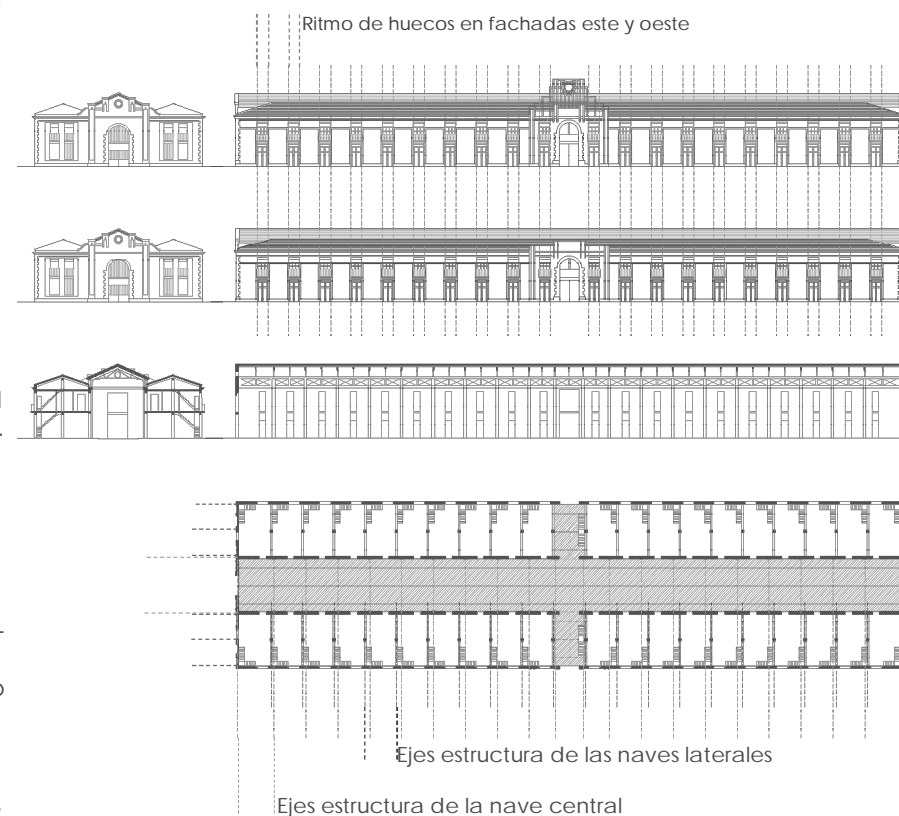 Ritmo de huecos en fachadas este y oeste
Ejes estructura de las naves laterales
Ejes estructura de la nave central